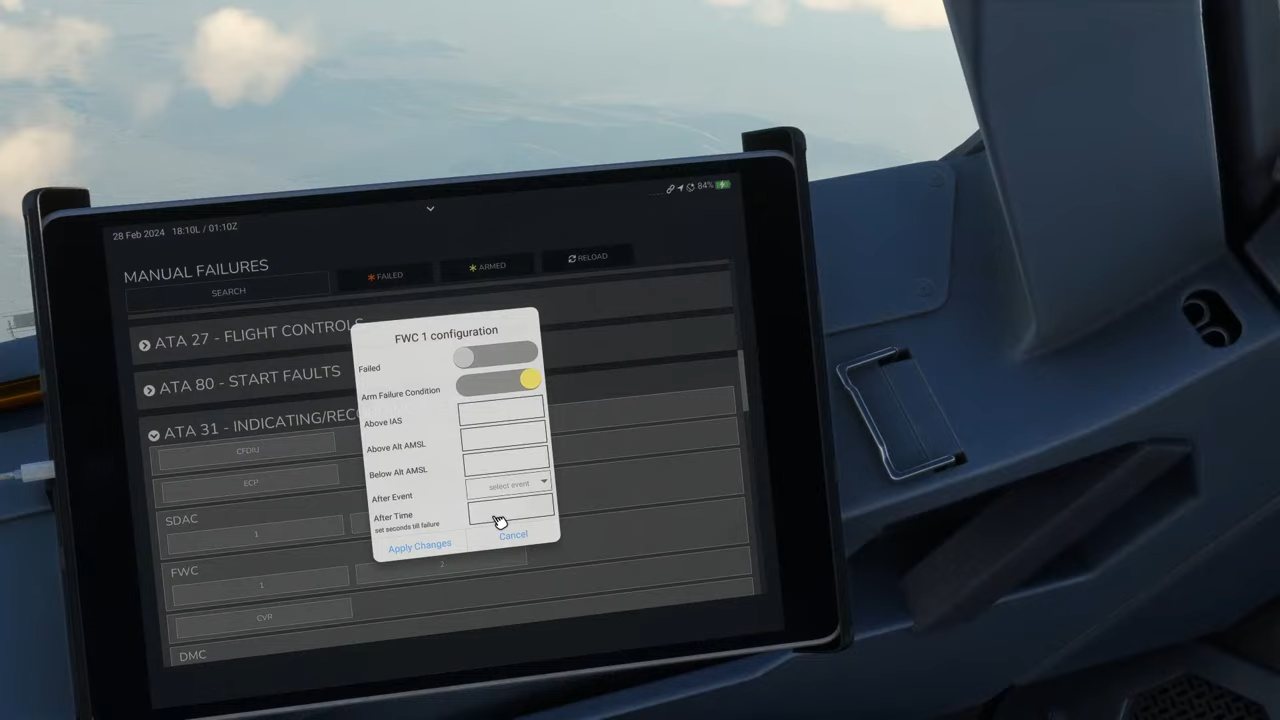 28 Feb 2024 18:10L / 01:10Z
84%
MANUAL FAILURES
SEARCH
FAILED
ARMED
RELOAD
ATA 27 - FLIGHT CONTROLS
ATA 80 - START FAULTS
ATA 31 - INDICATING/RECO
CFDIU
ECP
SDAC
1
FWC
1
2
CVR
DMC
FWC 1 configuration
Failed
Arm Failure Condition
Above IAS
Above Alt AMSL
Below Alt AMSL
After Event
select event
After Time
set seconds till failure
Apply Changes
Cancel